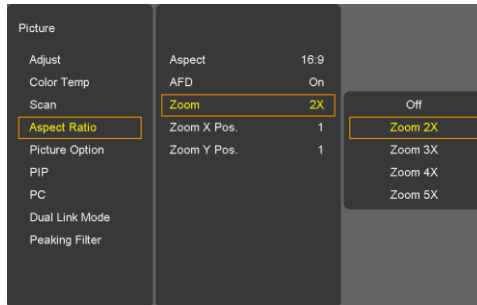 Picture
Adjust
Color Temp
Scan
Aspect Ratio
Picture Option
PIP
PC
Dual Link Mode
Peaking Filter
Aspect 16:9
AFD On
Zoom 2X
Zoom X Pos. 1
Zoom Y Pos. 1
Off
Zoom 2X
Zoom 3X
Zoom 4X
Zoom 5X